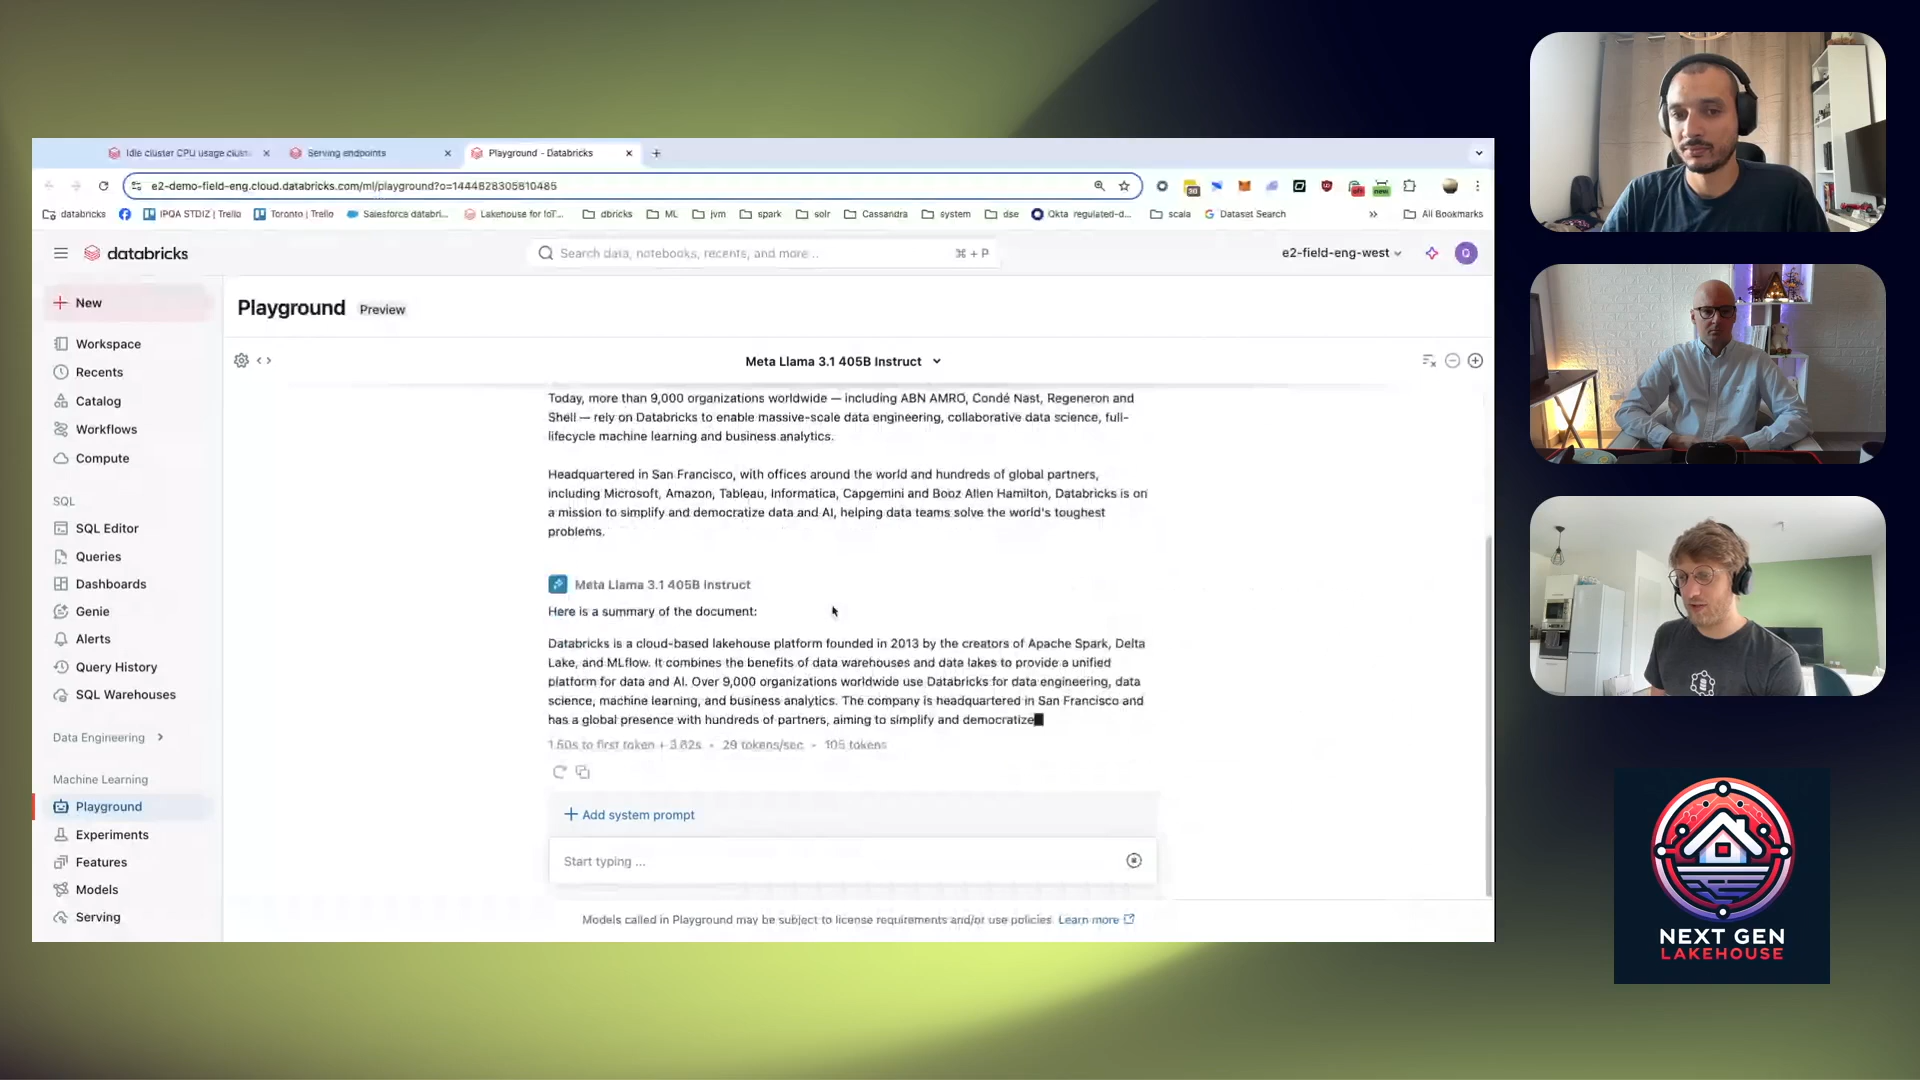 Idle cluster CPU usage clust
Serving endpoints
Playground - Databricks
e2-demo-field-eng.cloud.databricks.com/ml/playground?o=1444828305810485
databricks
IPQA STDIZ | Trello
Toronto | Trello
Salesforce databri...
Lakehouse for IoT...
dbricks
ML
jvm
spark
solr
Cassandra
system
dse
Okta regulated-d...
scala
Dataset Search
»
All Bookmarks
databricks
Search data, notebooks, recents, and more...
⌘ + P
e2-field-eng-west
Q
New
Workspace
Recents
Catalog
Workflows
Compute
SQL
SQL Editor
Queries
Dashboards
Genie
Alerts
Query History
SQL Warehouses
Data Engineering
Machine Learning
Playground
Experiments
Features
Models
Serving
Playground Preview
Meta Llama 3.1 405B Instruct
Today, more than 9,000 organizations worldwide — including ABN AMRO, Condé Nast, Regeneron and
Shell — rely on Databricks to enable massive-scale data engineering, collaborative data science, full-
lifecycle machine learning and business analytics.
Headquartered in San Francisco, with offices around the world and hundreds of global partners,
including Microsoft, Amazon, Tableau, Informatica, Capgemini and Booz Allen Hamilton, Databricks is on
a mission to simplify and democratize data and AI, helping data teams solve the world's toughest
problems.
Meta Llama 3.1 405B Instruct
Here is a summary of the document:
Databricks is a cloud-based lakehouse platform founded in 2013 by the creators of Apache Spark, Delta
Lake, and MLflow. It combines the benefits of data warehouses and data lakes to provide a unified
platform for data and AI. Over 9,000 organizations worldwide use Databricks for data engineering, data
science, machine learning, and business analytics. The company is headquartered in San Francisco and
has a global presence with hundreds of partners, aiming to simplify and democratize
1.50s to first token + 3.62s • 29 tokens/sec • 105 tokens
Add system prompt
Start typing ...
Models called in Playground may be subject to license requirements and/or use policies Learn more
NEXT GEN
LAKEHOUSE